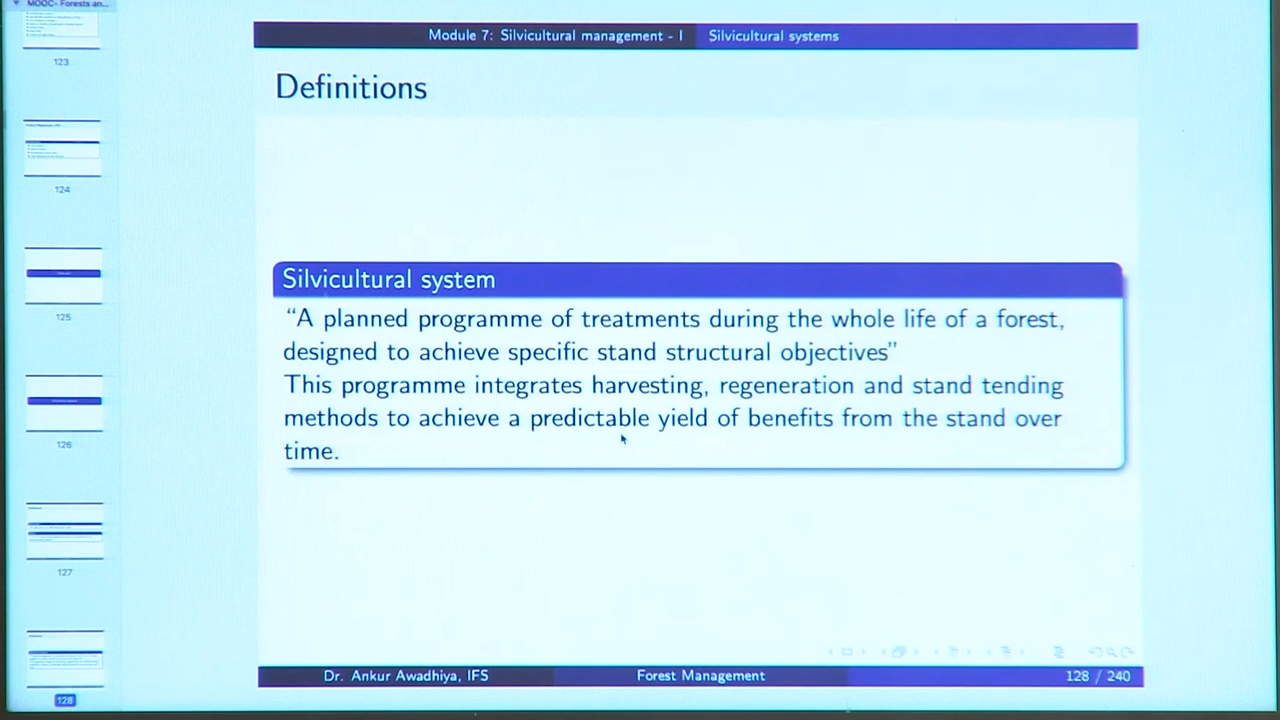 MOOC- Forests an...
123
124
125
126
127
128
Module 7: Silvicultural management - I Silvicultural systems
Definitions
Silvicultural system
“A planned programme of treatments during the whole life of a forest,
designed to achieve specific stand structural objectives”
This programme integrates harvesting, regeneration and stand tending
methods to achieve a predictable yield of benefits from the stand over
time.
Dr. Ankur Awadhiya, IFS Forest Management 128 / 240